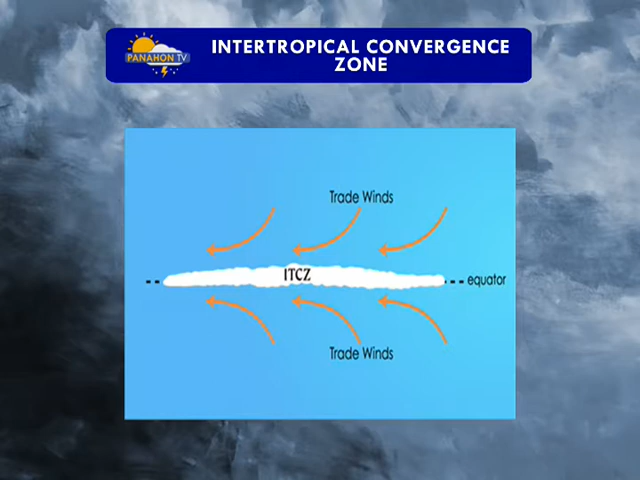 PANAHON TV
INTERTROPICAL CONVERGENCE
ZONE
Trade Winds
ITCZ
equator
Trade Winds